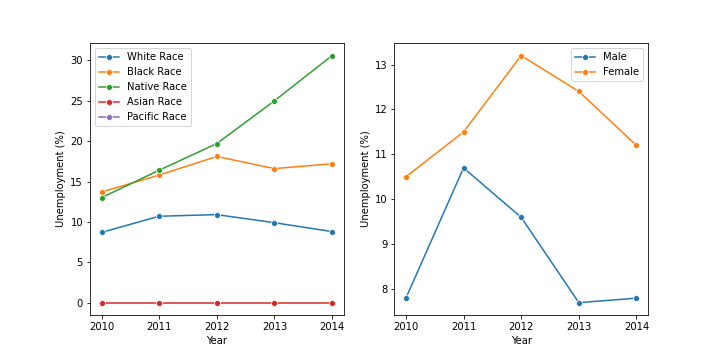 White Race
Black Race
Native Race
Asian Race
Pacific Race
30
25
20
15
10
5
0
Unemployment (%)
2010 2011 2012 2013 2014
Year
Male
Female
13
12
11
10
9
8
Unemployment (%)
2010 2011 2012 2013 2014
Year